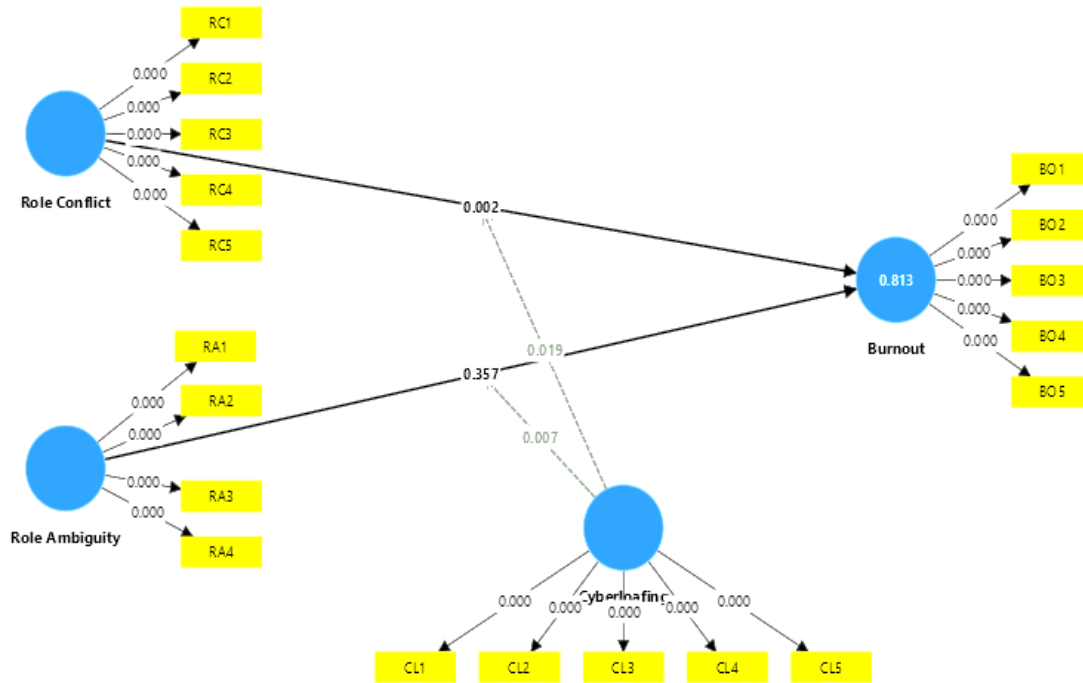 RC1
0.000
RC2
0.000
RC3
0.000
RC4
0.000
RC5
0.000
Role Conflict
0.002
BO1
0.000
BO2
0.000
BO3
0.000
BO4
0.000
BO5
0.000
0.813
Burnout
RA1
0.000
RA2
0.000
RA3
0.000
RA4
0.000
Role Ambiguity
0.019
0.357
0.007
Cyberloafing
0.000
0.000
0.000
0.000
0.000
CL1
CL2
CL3
CL4
CL5